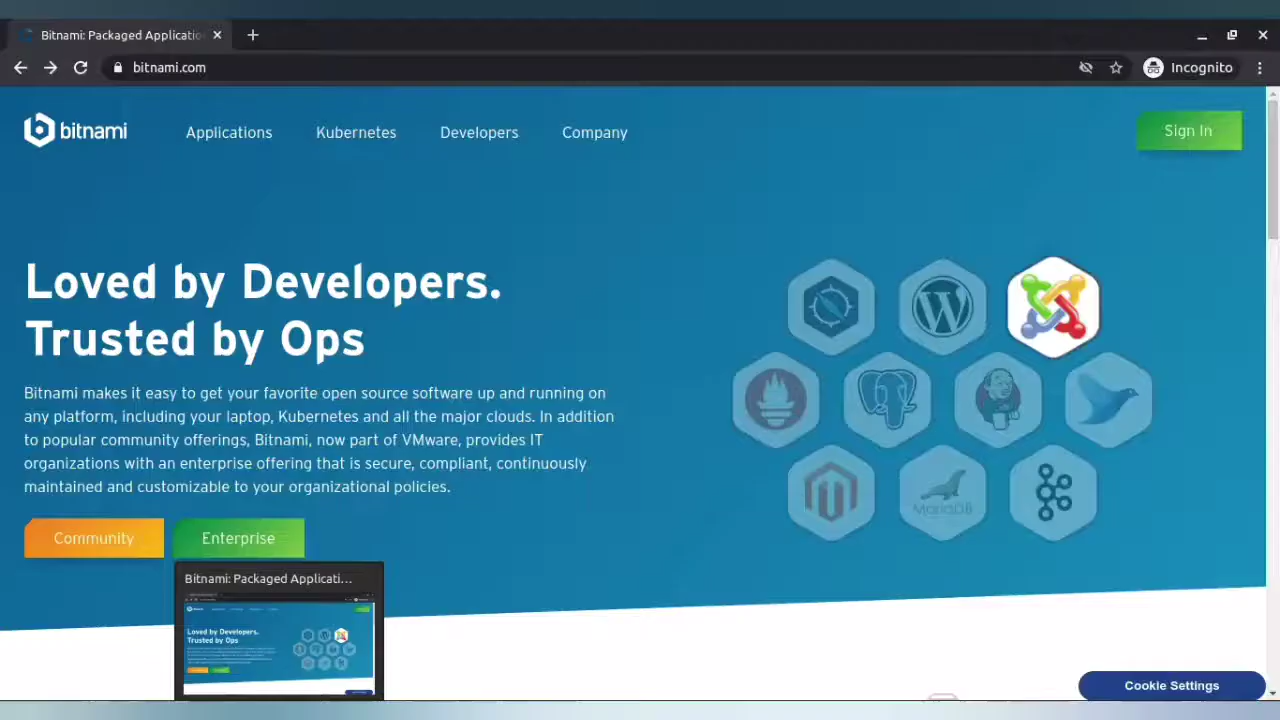 Bitnami: Packaged Applicatio
bitnami.com
Incognito
bitnami
Applications
Kubernetes
Developers
Company
Sign In
Loved by Developers.
Trusted by Ops
Bitnami makes it easy to get your favorite open source software up and running on
any platform, including your laptop, Kubernetes and all the major clouds. In addition
to popular community offerings, Bitnami, now part of VMware, provides IT
organizations with an enterprise offering that is secure, compliant, continuously
maintained and customizable to your organizational policies.
MariaDB
Community
Enterprise
Bitnami: Packaged Applicati...
Loved by Developers.
Trusted by Ops
Cookie Settings